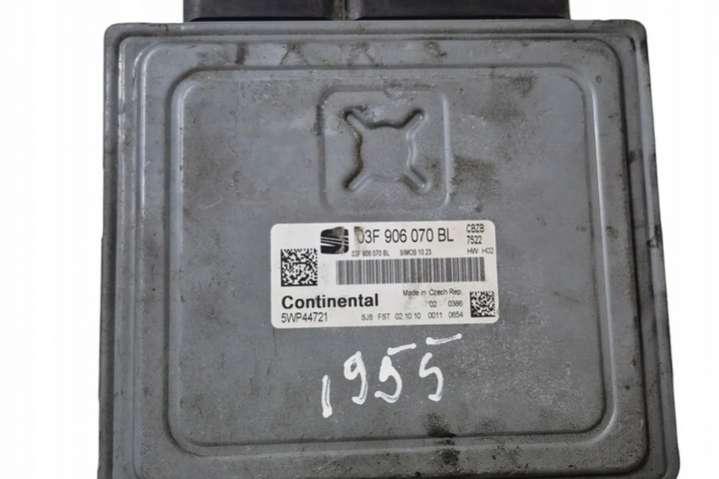 03F 906 070 BL
CBZB
7522
03F 906 070 BL SIMOS 10.23
HW H02
Made in Czech Rep.
Continental
02 0386
5WP44721
SJ6 FST 02.10.10 0011 0654
1955